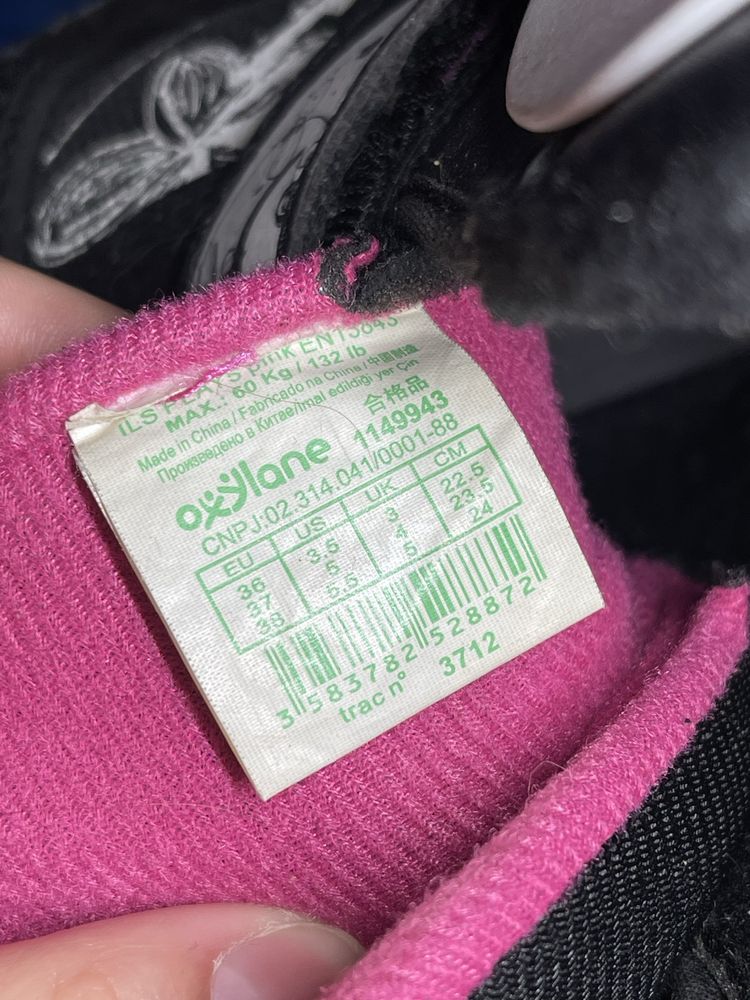 ILS PLAY5 pink EN13843
MAX.: 60 Kg / 132 lb
Made in China / Fabricado na China / 中国制造
Произведено в Китае/Imal edildigi yer Çin
合格品
oxylane 1149943
CNPJ:02.314.041/0001-88
EU US UK CM
36 3.5 3 22.5
37 5 4 23.5
38 5.5 5 24
3 583782 528872
trac n° 3712